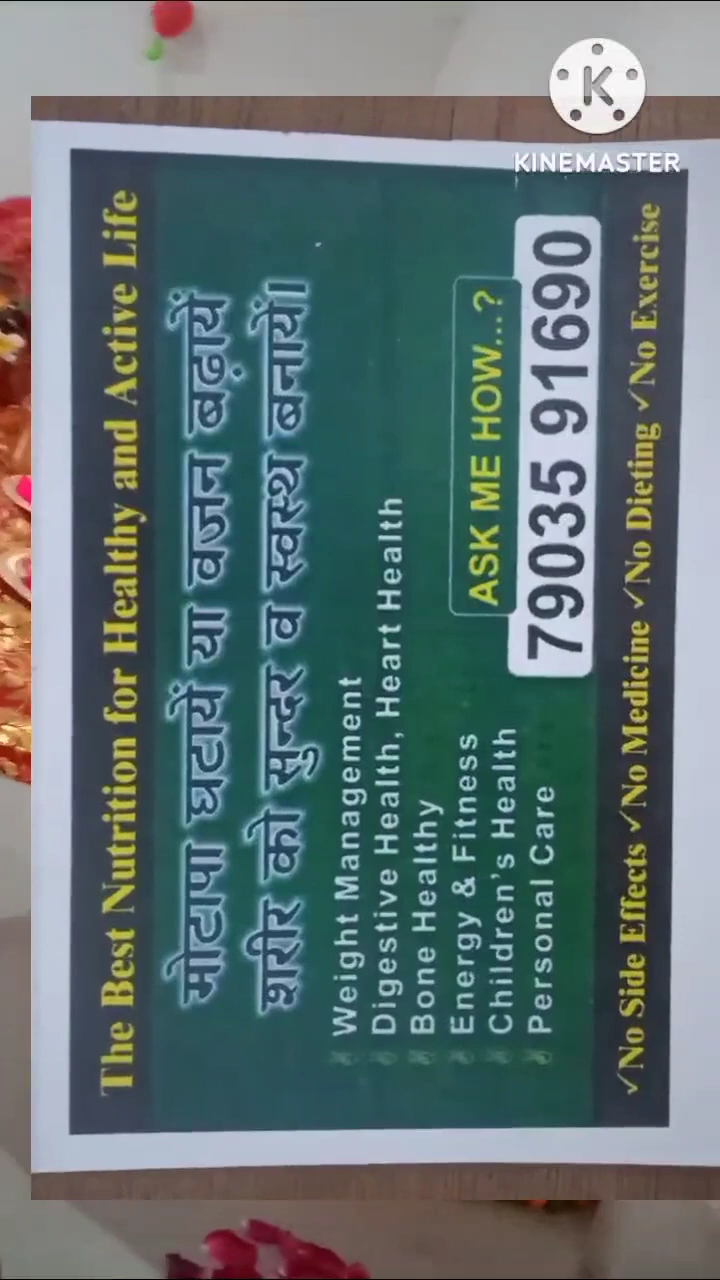 KINEMASTER
The Best Nutrition for Healthy and Active Life
मोटापा घटायें या वजन बढ़ायें
शरीर को सुन्दर व स्वस्थ बनायें।
Weight Management
Digestive Health, Heart Health
Bone Healthy
Energy & Fitness
Children's Health
Personal Care
ASK ME HOW...?
79035 91690
✓No Side Effects ✓No Medicine ✓No Dieting ✓No Exercise